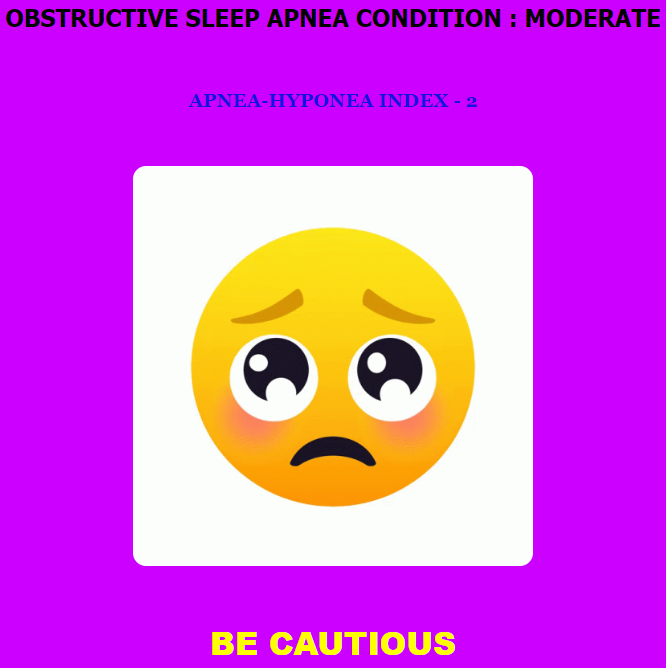 OBSTRUCTIVE SLEEP APNEA CONDITION : MODERATE
APNEA-HYPONEA INDEX - 2
BE CAUTIOUS